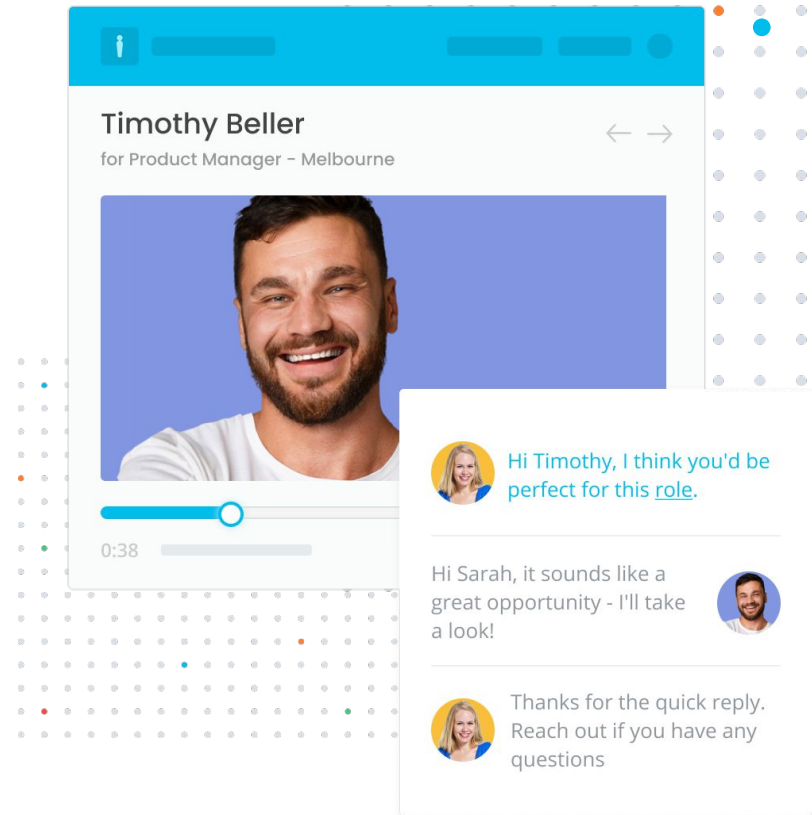 Timothy Beller
for Product Manager - Melbourne
0:38
Hi Timothy, I think you'd be
perfect for this role.
Hi Sarah, it sounds like a
great opportunity - I'll take
a look!
Thanks for the quick reply.
Reach out if you have any
questions